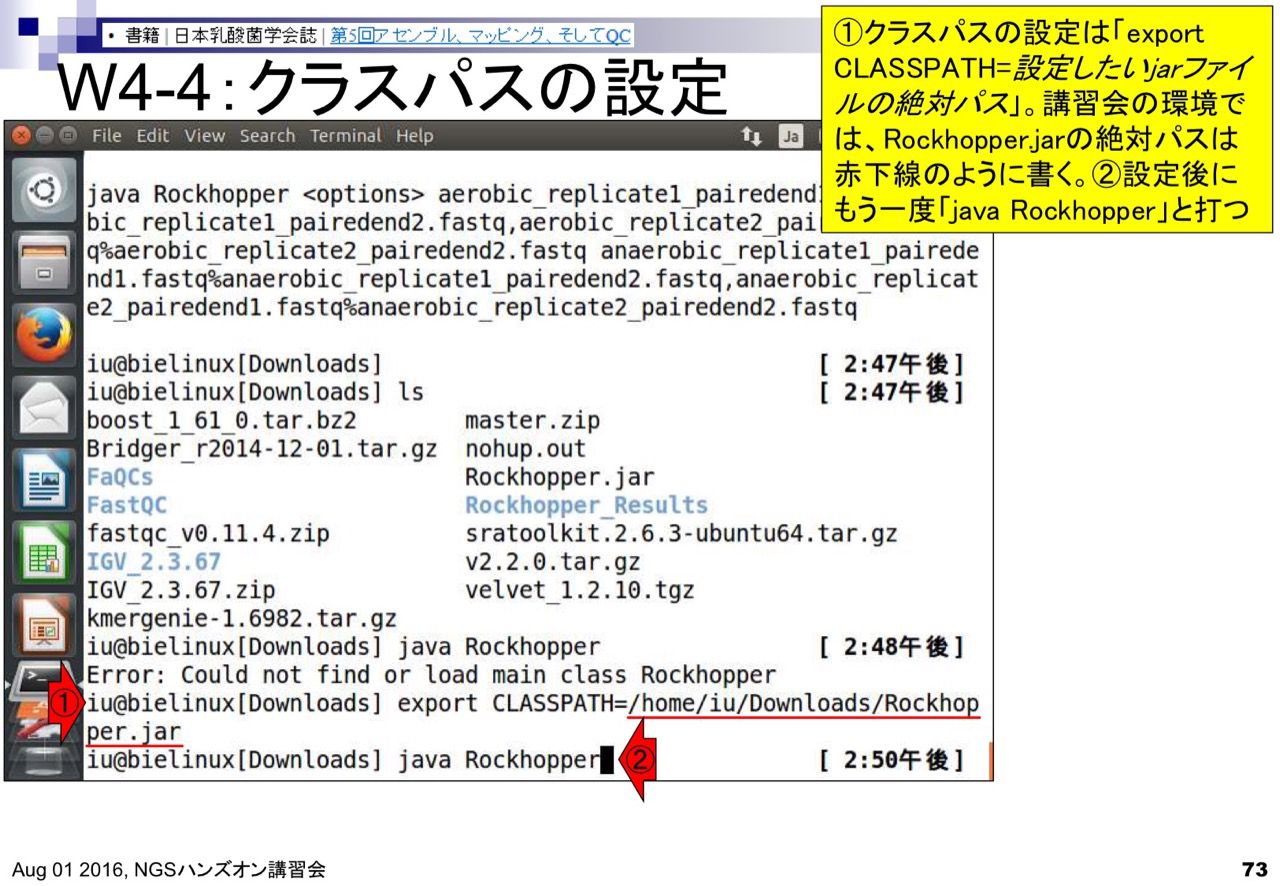 ・ 書籍 | 日本乳酸菌学会誌 | 第5回アセンブル、マッピング、そしてQC
W4-4：クラスパスの設定
①クラスパスの設定は「export
CLASSPATH=設定したいjarファイ
ルの絶対パス」。講習会の環境で
は、Rockhopper.jarの絶対パスは
赤下線のように書く。②設定後に
もう一度「java Rockhopper」と打つ
File Edit View Search Terminal Help
Ja
java Rockhopper <options> aerobic_replicate1_pairedend
bic_replicate1_pairedend2.fastq,aerobic_replicate2_pai
q%aerobic_replicate2_pairedend2.fastq anaerobic_replicate1_pairede
nd1.fastq%anaerobic_replicate1_pairedend2.fastq,anaerobic_replicat
e2_pairedend1.fastq%anaerobic_replicate2_pairedend2.fastq
iu@bielinux[Downloads] [ 2:47午後]
iu@bielinux[Downloads] ls [ 2:47午後]
boost_1_61_0.tar.bz2 master.zip
Bridger_r2014-12-01.tar.gz nohup.out
FaQCs Rockhopper.jar
FastQC Rockhopper_Results
fastqc_v0.11.4.zip sratoolkit.2.6.3-ubuntu64.tar.gz
IGV_2.3.67 v2.2.0.tar.gz
IGV_2.3.67.zip velvet_1.2.10.tgz
kmergenie-1.6982.tar.gz
iu@bielinux[Downloads] java Rockhopper [ 2:48午後]
Error: Could not find or load main class Rockhopper
① iu@bielinux[Downloads] export CLASSPATH=/home/iu/Downloads/Rockhop
per.jar
iu@bielinux[Downloads] java Rockhopper ② [ 2:50午後]
Aug 01 2016, NGSハンズオン講習会
73